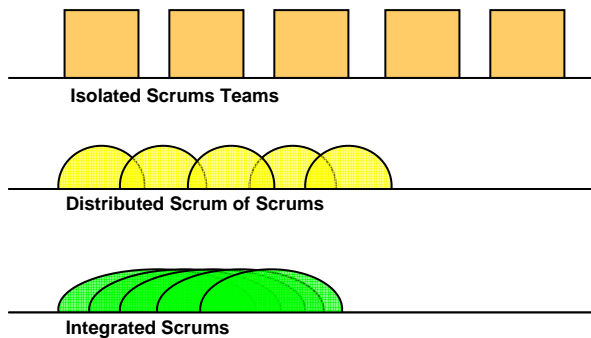 Isolated Scrums Teams
Distributed Scrum of Scrums
Integrated Scrums